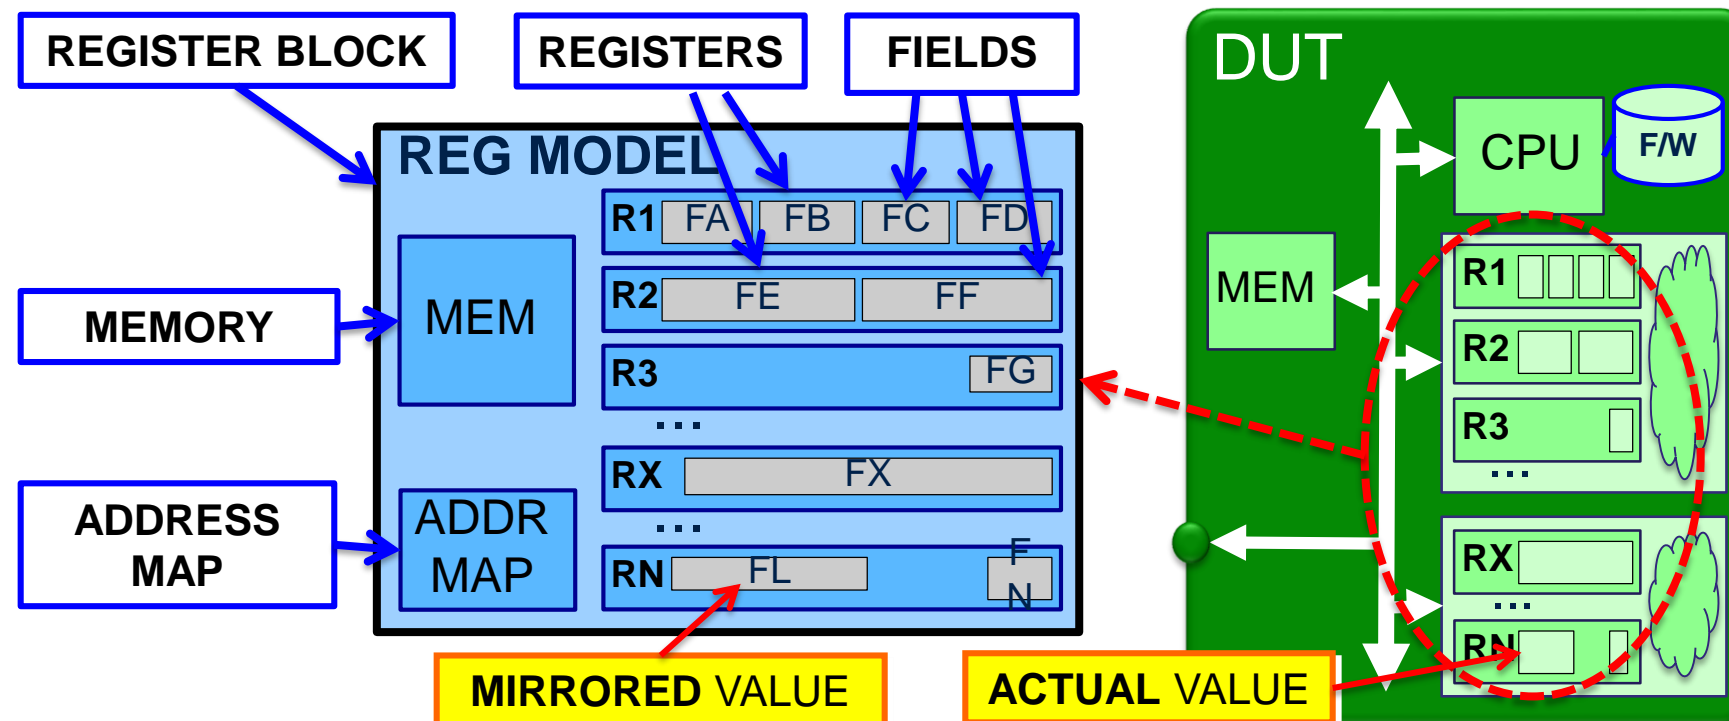 REGISTER BLOCK
REGISTERS
FIELDS
REG MODEL
R1 FA FB FC FD
R2 FE FF
R3 FG
...
RX FX
...
RN FL F
N
MEM
ADDR
MAP
MEMORY
ADDRESS
MAP
MIRRORED VALUE
ACTUAL VALUE
DUT
CPU
F/W
MEM
R1
R2
R3
...
RX
...
RN